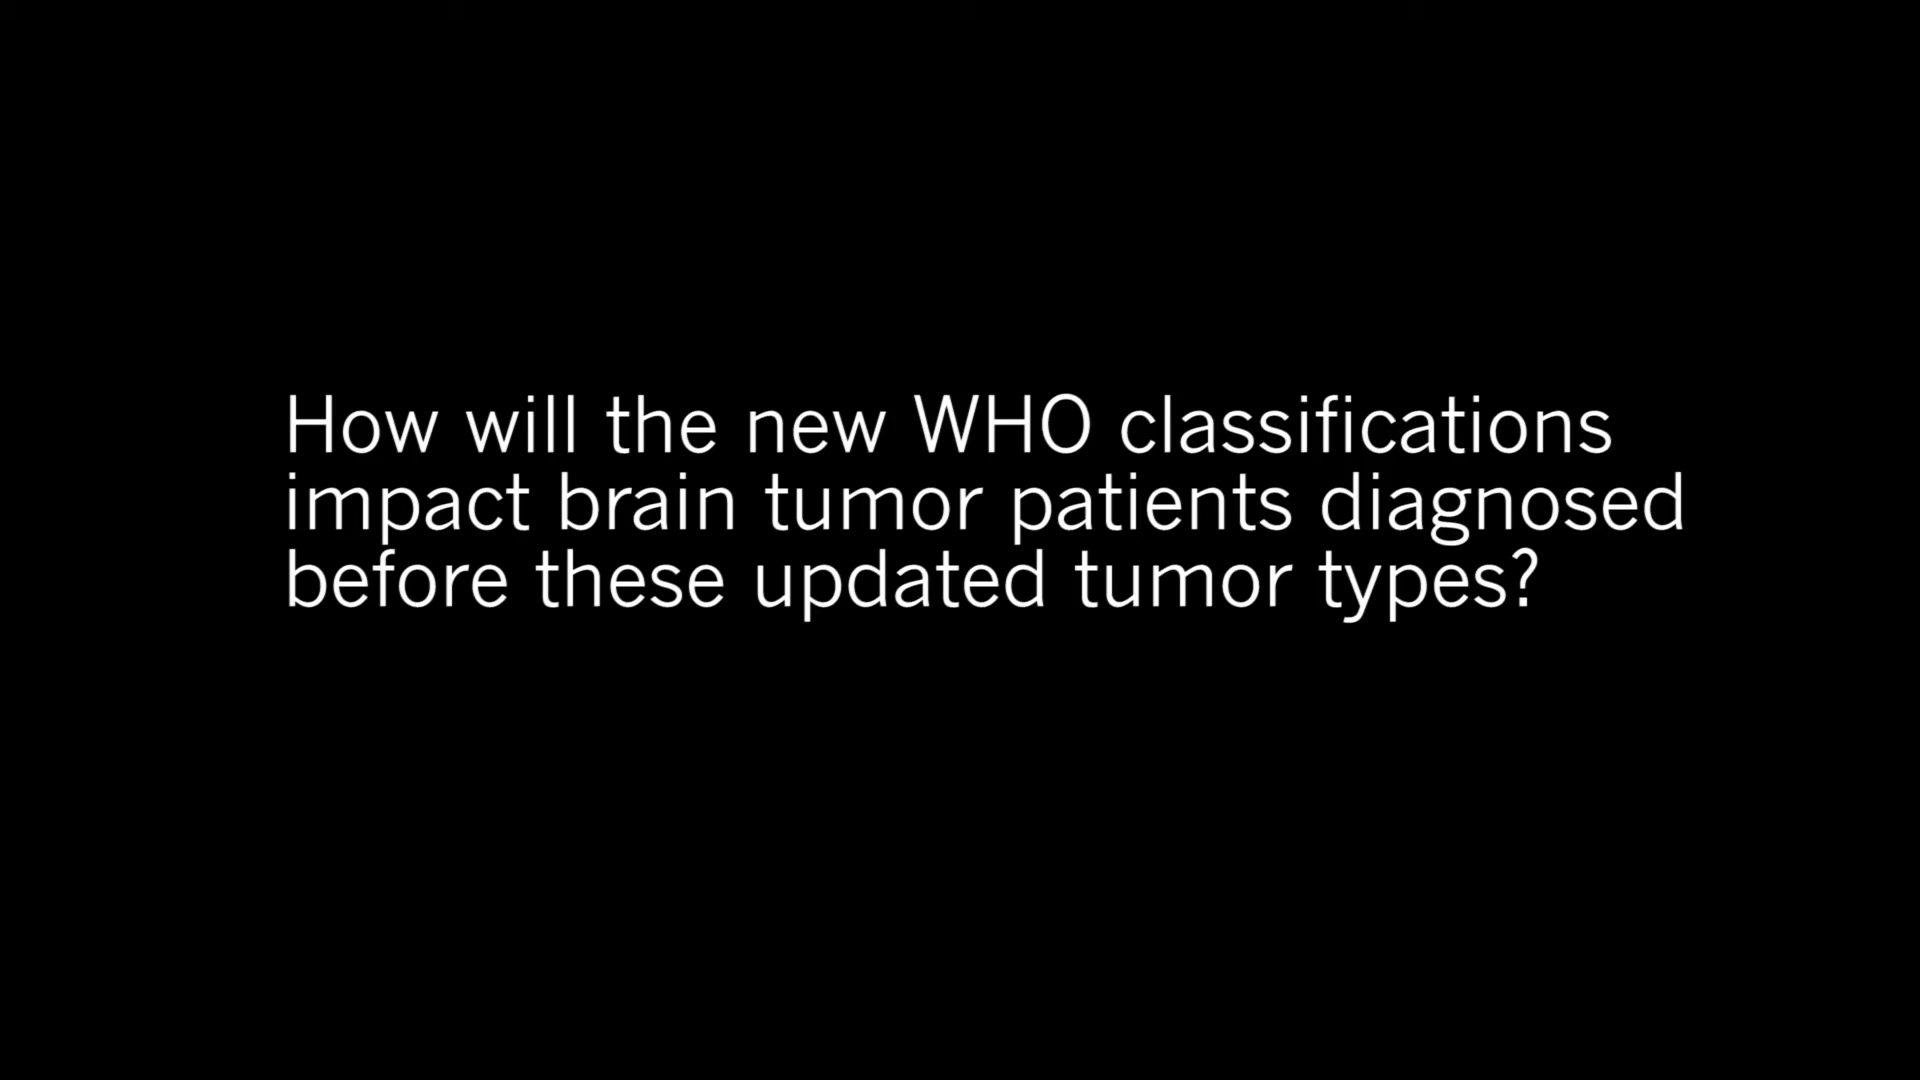 How will the new WHO classifications
impact brain tumor patients diagnosed
before these updated tumor types?